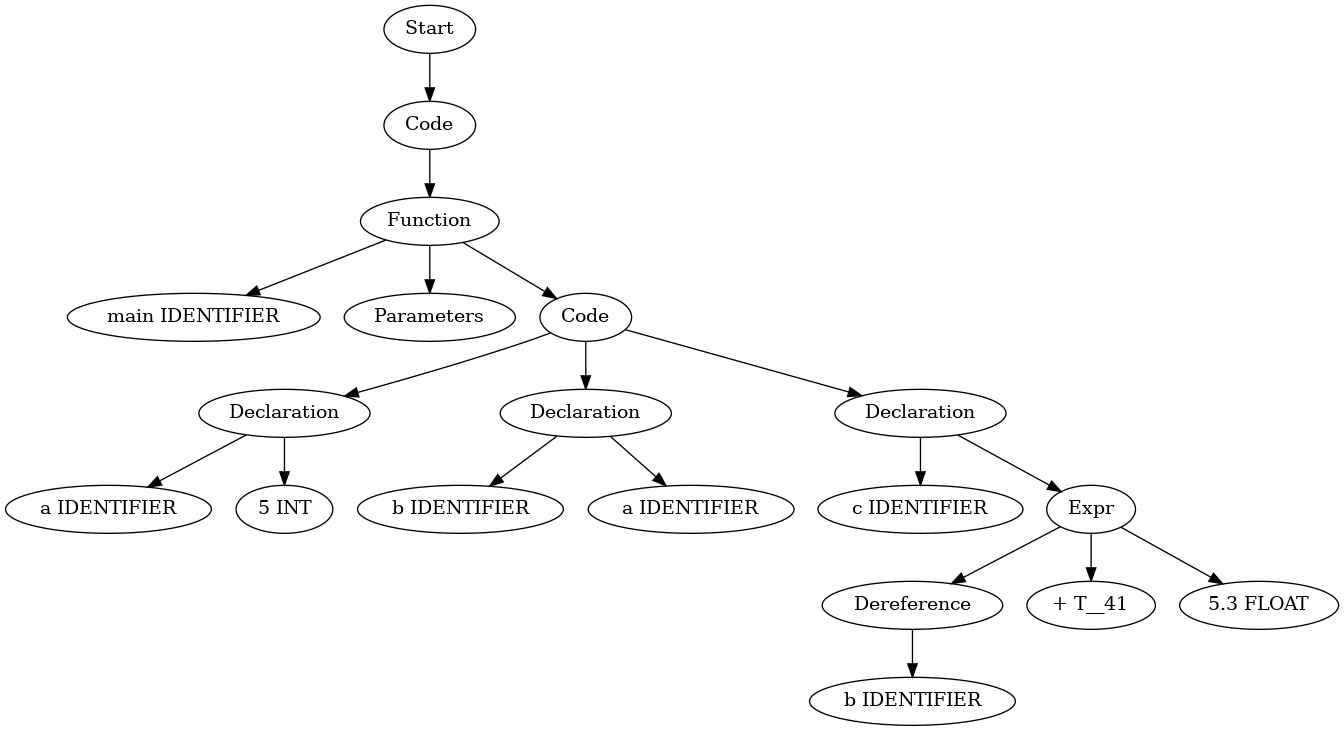 Start
Code
Function
main IDENTIFIER
Parameters
Code
Declaration
Declaration
Declaration
a IDENTIFIER
5 INT
b IDENTIFIER
a IDENTIFIER
c IDENTIFIER
Expr
Dereference
+ T__41
5.3 FLOAT
b IDENTIFIER